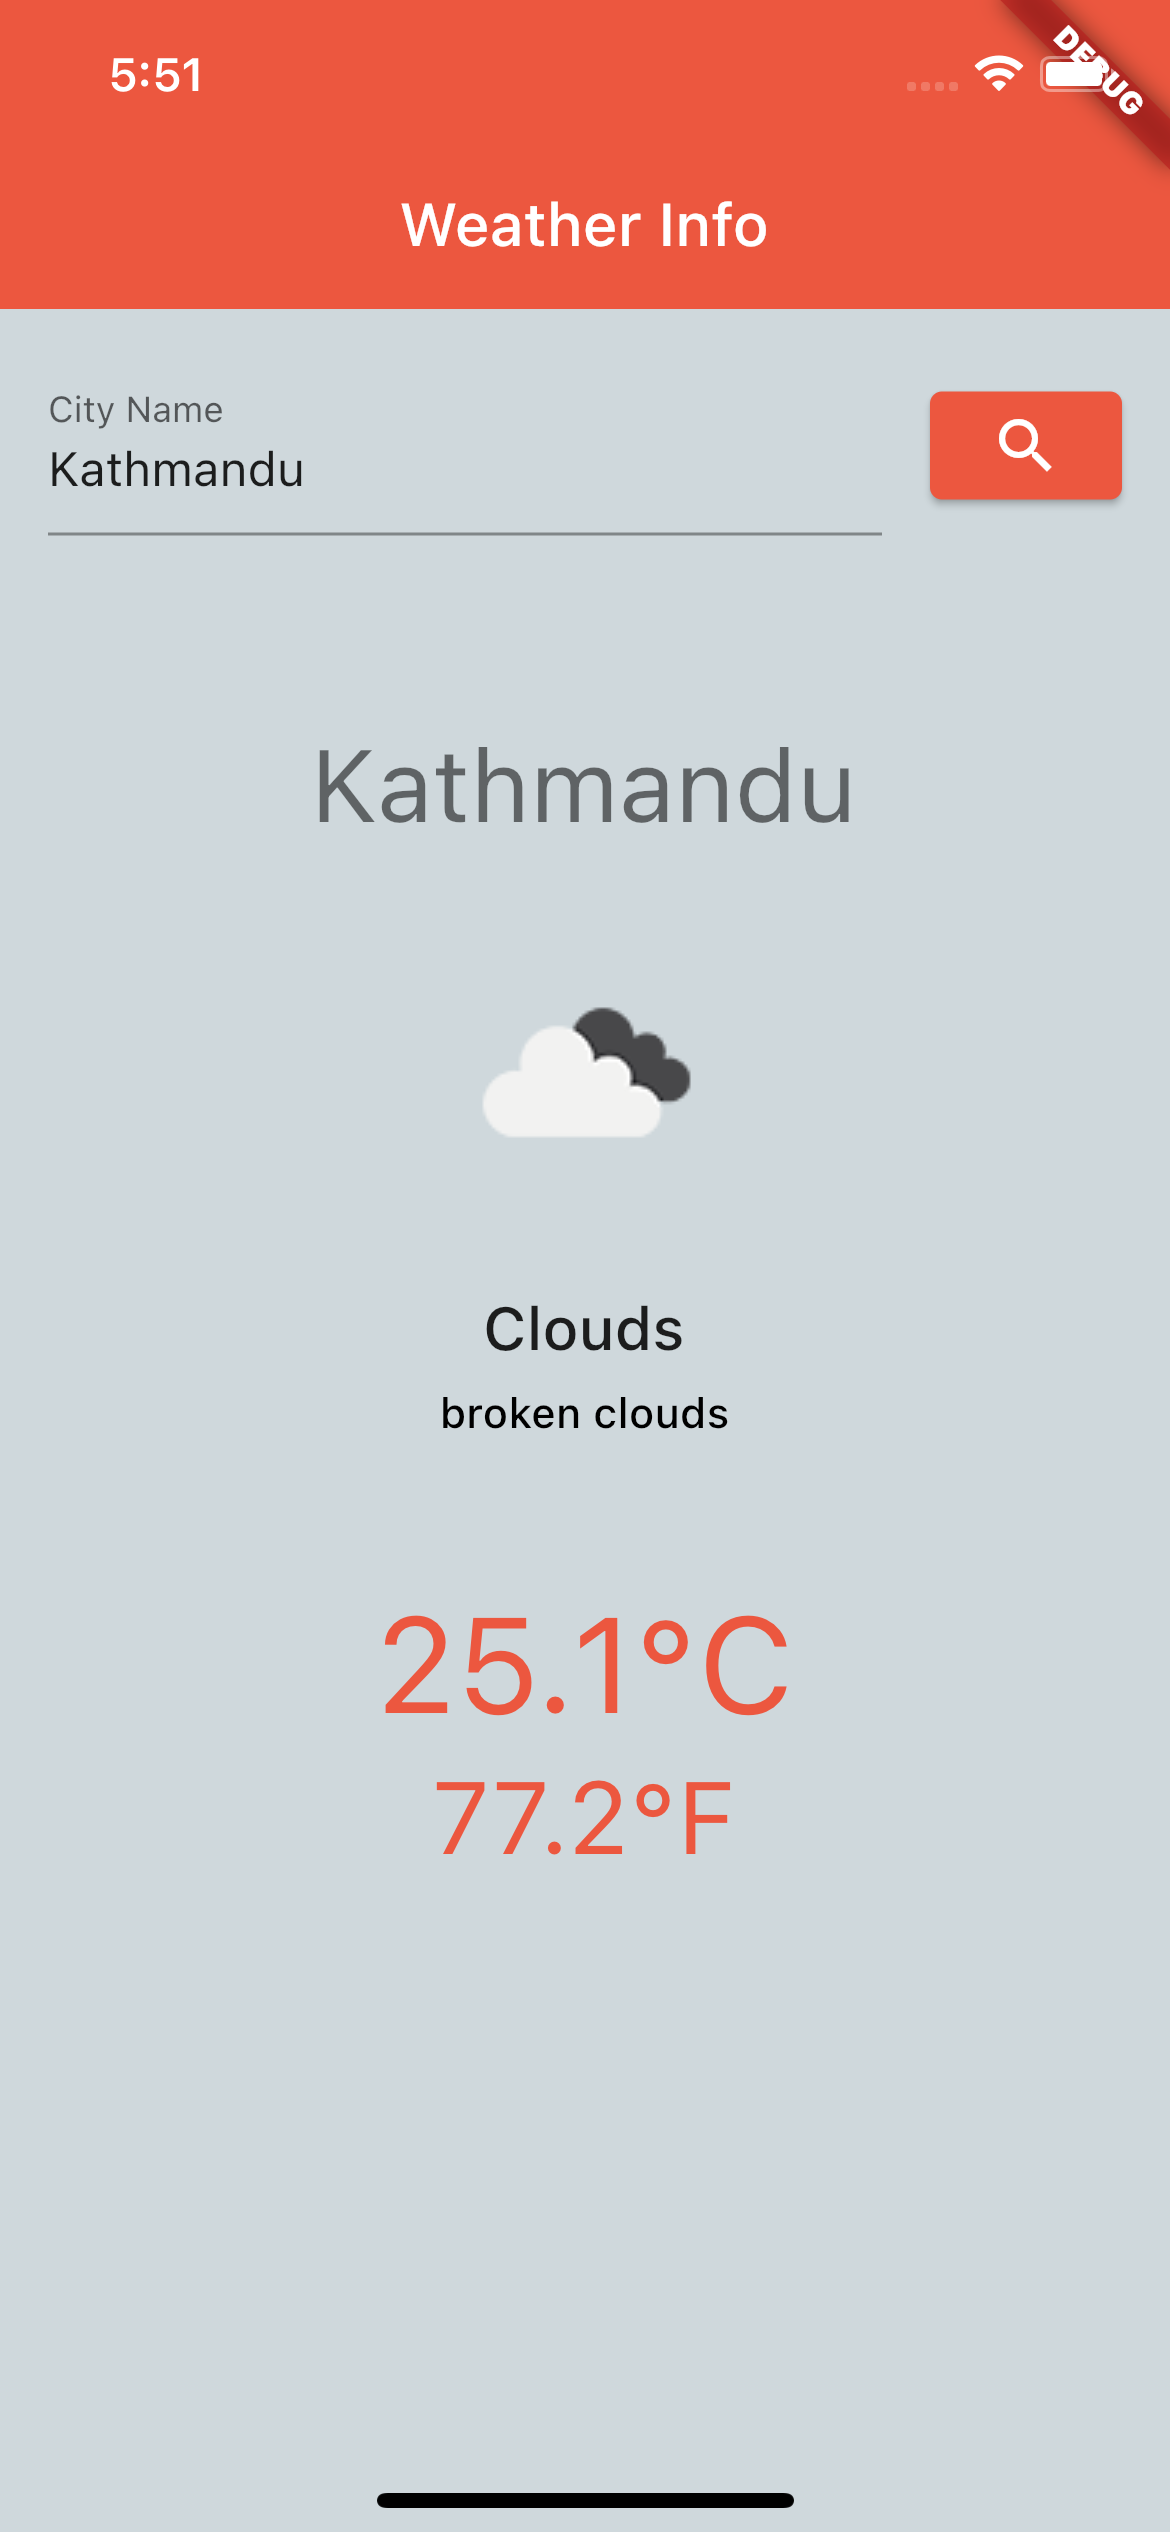 5:51
DEBUG
Weather Info
City Name
Kathmandu
Kathmandu
Clouds
broken clouds
25.1°C
77.2°F